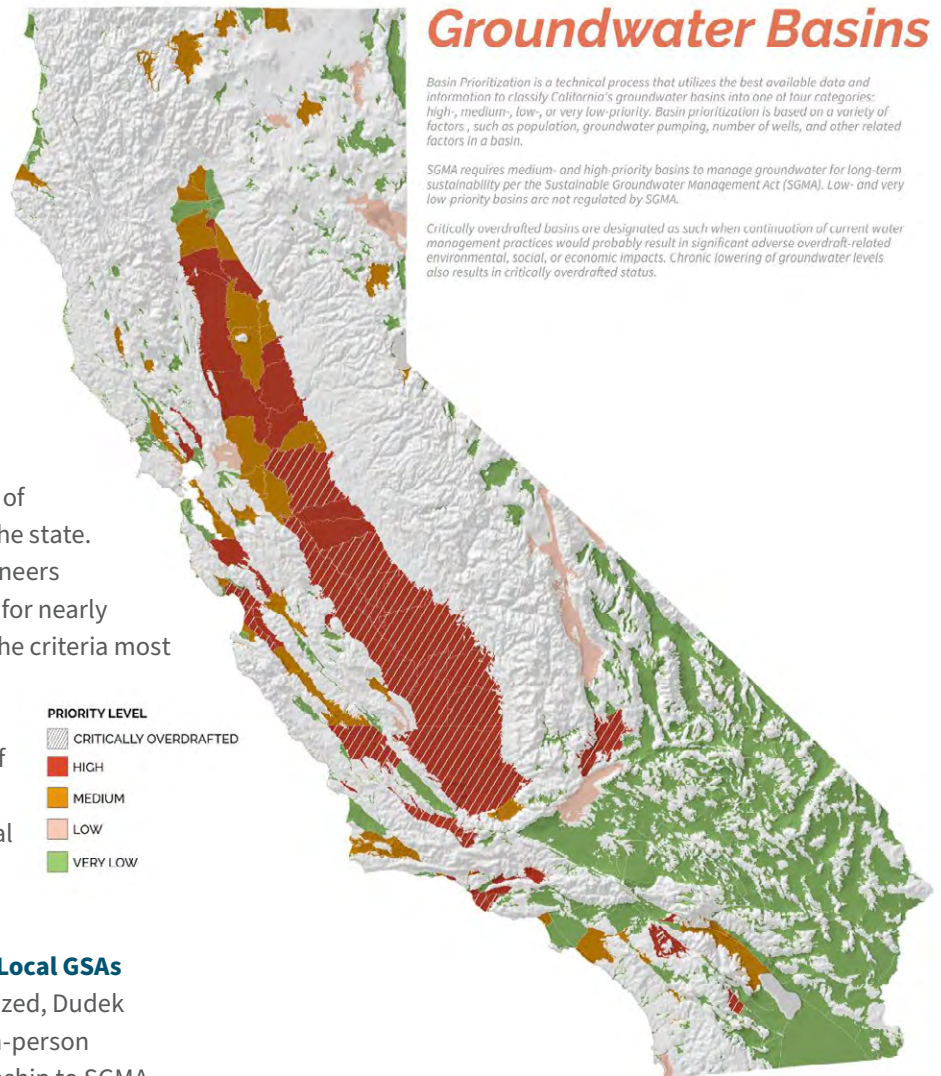 Groundwater Basins
Basin Prioritization is a technical process that utilizes the best available data and
information to classify California's groundwater basins into one of four categories:
high-, medium-, low-, or very low-priority. Basin prioritization is based on a variety of
factors , such as population, groundwater pumping, number of wells, and other related
factors in a basin.
SGMA requires medium- and high-priority basins to manage groundwater for long-term
sustainability per the Sustainable Groundwater Management Act (SGMA). Low- and very
low priority basins are not regulated by SGMA.
Critically overdrafted basins are designated as such when continuation of current water
management practices would probably result in significant adverse overdraft-related
environmental, social, or economic impacts. Chronic lowering of groundwater levels
also results in critically overdrafted status.
of
he state.
neers
for nearly
he criteria most
PRIORITY LEVEL
CRITICALLY OVERDRAFTED
HIGH
MEDIUM
LOW
VERY LOW
f
al
Local GSAs
zed, Dudek
n-person
nship to SGMA